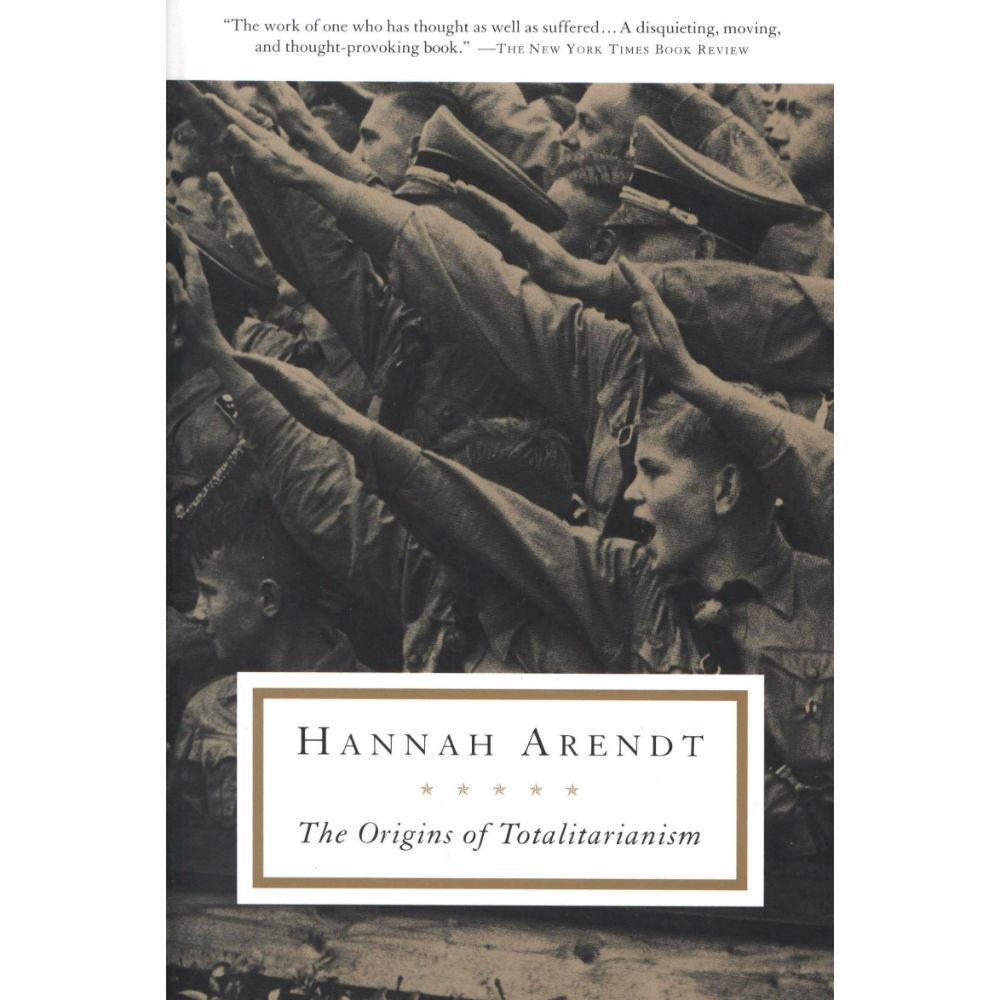 “The work of one who has thought as well as suffered… A disquieting, moving,
and thought-provoking book.” —THE NEW YORK TIMES BOOK REVIEW
HANNAH ARENDT
The Origins of Totalitarianism